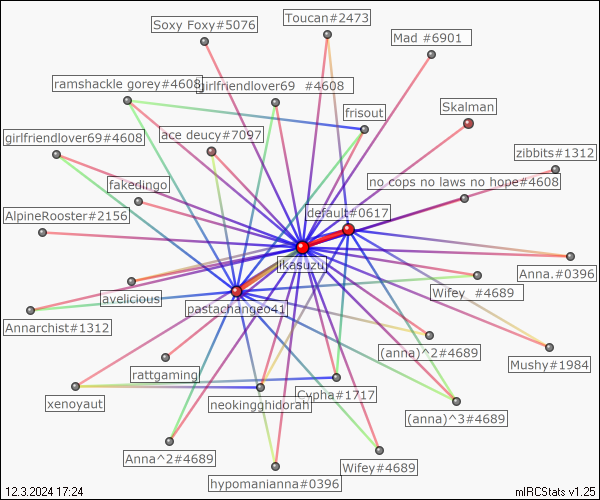 Toucan#2473
Soxy Foxy#5076
Mad #6901
ramshackle gorey#4608
girlfriendlover69 #4608
frisout
Skalman
girlfriendlover69#4608
ace deucy#7097
zibbits#1312
fakedingo
no cops no laws no hope#4608
AlpineRooster#2156
default#0617
ikasuzu
Anna.#0396
avelicious
Wifey #4689
pastachangeo41
Annarchist#1312
(anna)^2#4689
Mushy#1984
rattgaming
Cypha#1717
xenoyaut
neokingghidorah
(anna)^3#4689
Anna^2#4689
Wifey#4689
hypomanianna#0396
12.3.2024 17:24
mIRCStats v1.25